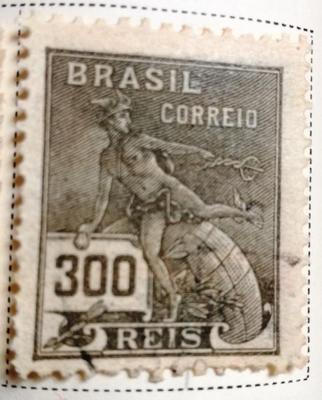 BRASIL
CORREIO
300
REIS